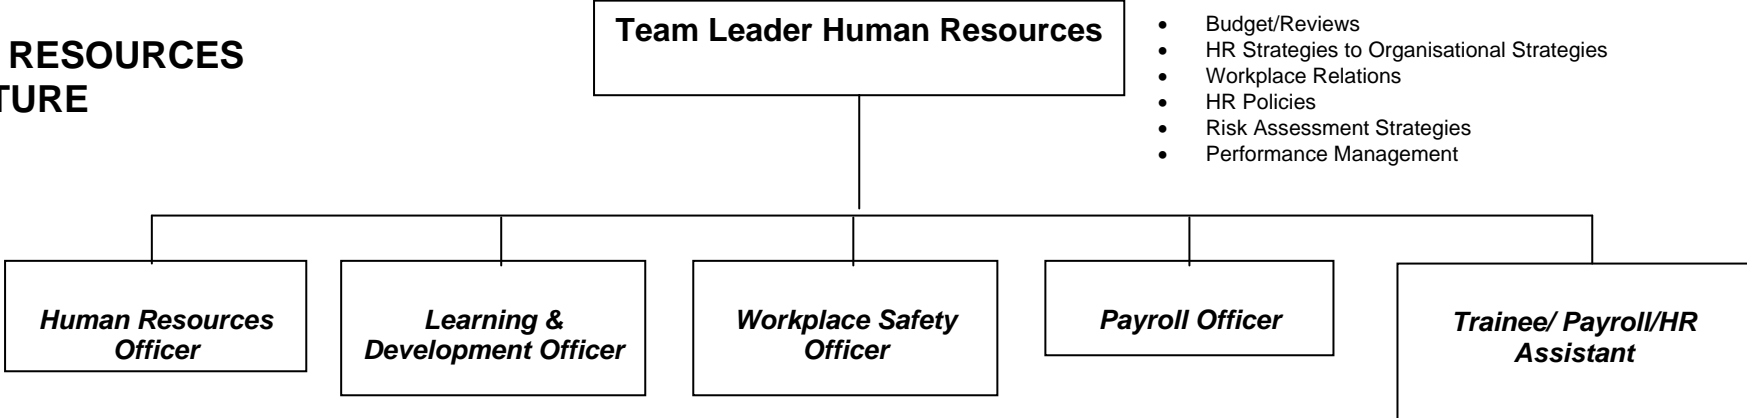 RESOURCES
TURE
Team Leader Human Resources
• Budget/Reviews
• HR Strategies to Organisational Strategies
• Workplace Relations
• HR Policies
• Risk Assessment Strategies
• Performance Management
Human Resources
Officer
Learning &
Development Officer
Workplace Safety
Officer
Payroll Officer
Trainee/ Payroll/HR
Assistant